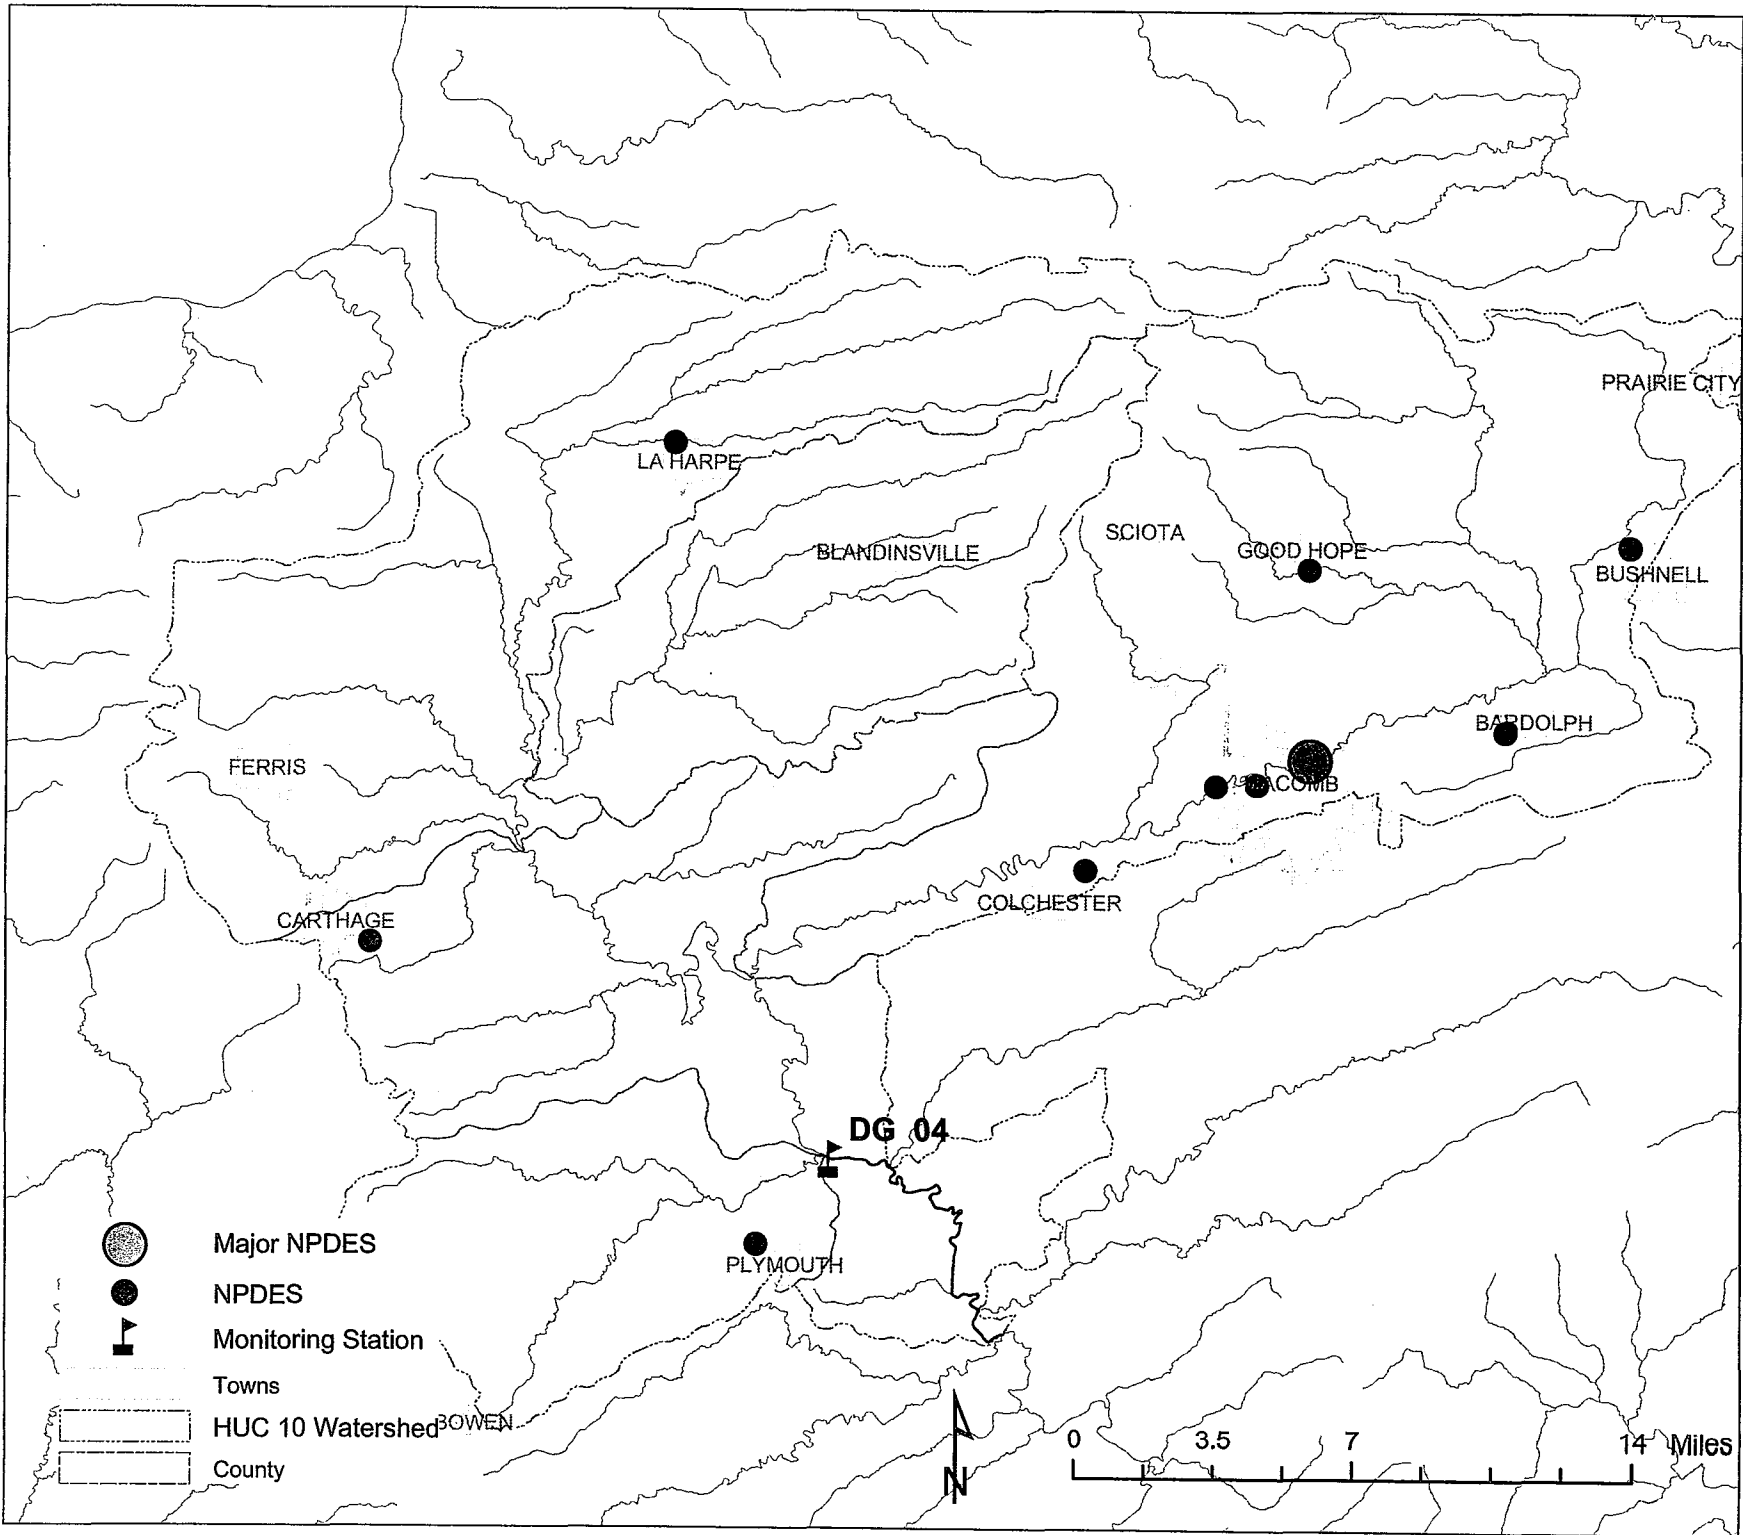 PRAIRIE CITY
LA HARPE
SCIOTA
GOOD HOPE
BLANDINSVILLE
BUSHNELL
BARDOLPH
FERRIS
ACOMB
COLCHESTER
CARTHAGE
DG 04
PLYMOUTH
Major NPDES
NPDES
Monitoring Station
Towns
HUC 10 Watershed
BOWEN
County
0 3.5 7 14 Miles
N